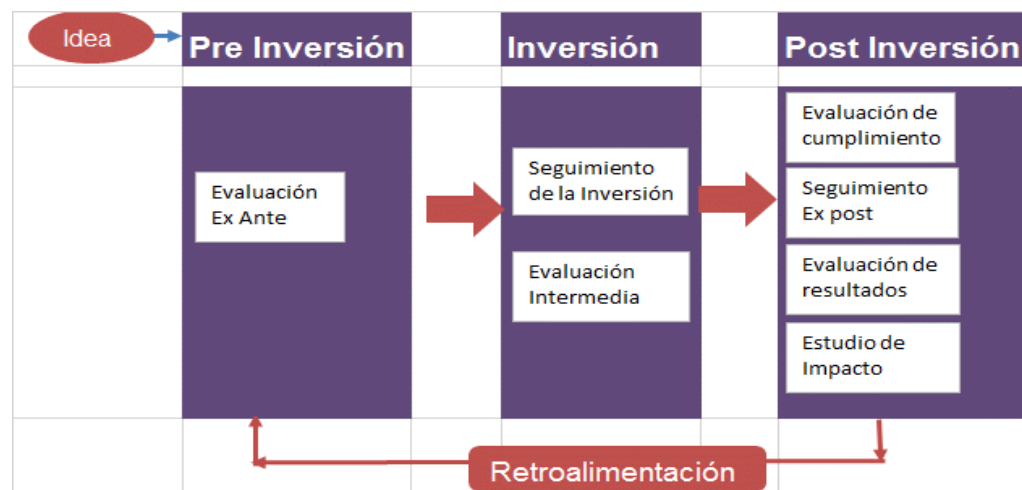 Idea
Pre Inversión
Inversión
Post Inversión
Evaluación
Ex Ante
Seguimiento
de la Inversión
Evaluación
Intermedia
Evaluación de
cumplimiento
Seguimiento
Ex post
Evaluación de
resultados
Estudio de
Impacto
Retroalimentación